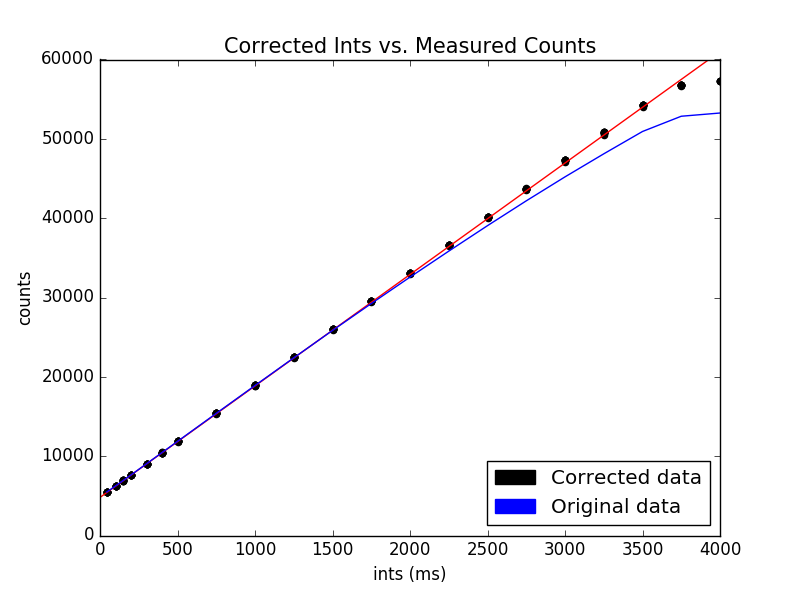 Corrected Ints vs. Measured Counts
60000
50000
40000
30000
20000
10000
0
counts
0 500 1000 1500 2000 2500 3000 3500 4000
ints (ms)
Corrected data
Original data